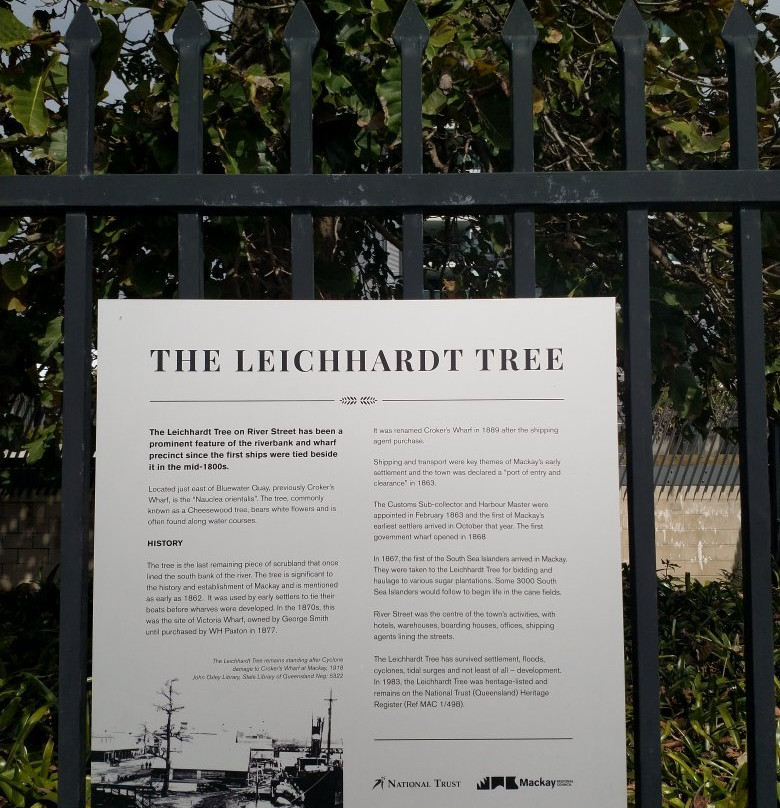 THE LEICHHARDT TREE
The Leichhardt Tree on River Street has been a
prominent feature of the riverbank and wharf
precinct since the first ships were tied beside
it in the mid-1800s.
Located just east of Bluewater Quay, previously Croker's
Wharf, is the "Nauclea orientalis". The tree, commonly
known as a Cheesewood tree, bears white flowers and is
often found along water courses.
HISTORY
The tree is the last remaining piece of scrubland that once
lined the south bank of the river. The tree is significant to
the history and establishment of Mackay and is mentioned
as early as 1862. It was used by early settlers to tie their
boats before wharves were developed. In the 1870s, this
was the site of Victoria Wharf, owned by George Smith
until purchased by WH Paxton in 1877.
The Leichhardt Tree remains standing after Cyclone
damage to Croker's Wharf at Mackay, 1918
John Oxley Library, State Library of Queensland Neg: 5322
It was renamed Croker's Wharf in 1889 after the shipping
agent purchase.
Shipping and transport were key themes of Mackay's early
settlement and the town was declared a "port of entry and
clearance" in 1863.
The Customs Sub-collector and Harbour Master were
appointed in February 1863 and the first of Mackay's
earliest settlers arrived in October that year. The first
government wharf opened in 1868
In 1867, the first of the South Sea Islanders arrived in Mackay.
They were taken to the Leichhardt Tree for bidding and
haulage to various sugar plantations. Some 3000 South
Sea Islanders would follow to begin life in the cane fields.
River Street was the centre of the town's activities, with
hotels, warehouses, boarding houses, offices, shipping
agents lining the streets.
The Leichhardt Tree has survived settlement, floods,
cyclones, tidal surges and not least of all – development.
In 1983, the Leichhardt Tree was heritage-listed and
remains on the National Trust (Queensland) Heritage
Register (Ref MAC 1/498).
NATIONAL TRUST
Mackay REGIONAL COUNCIL